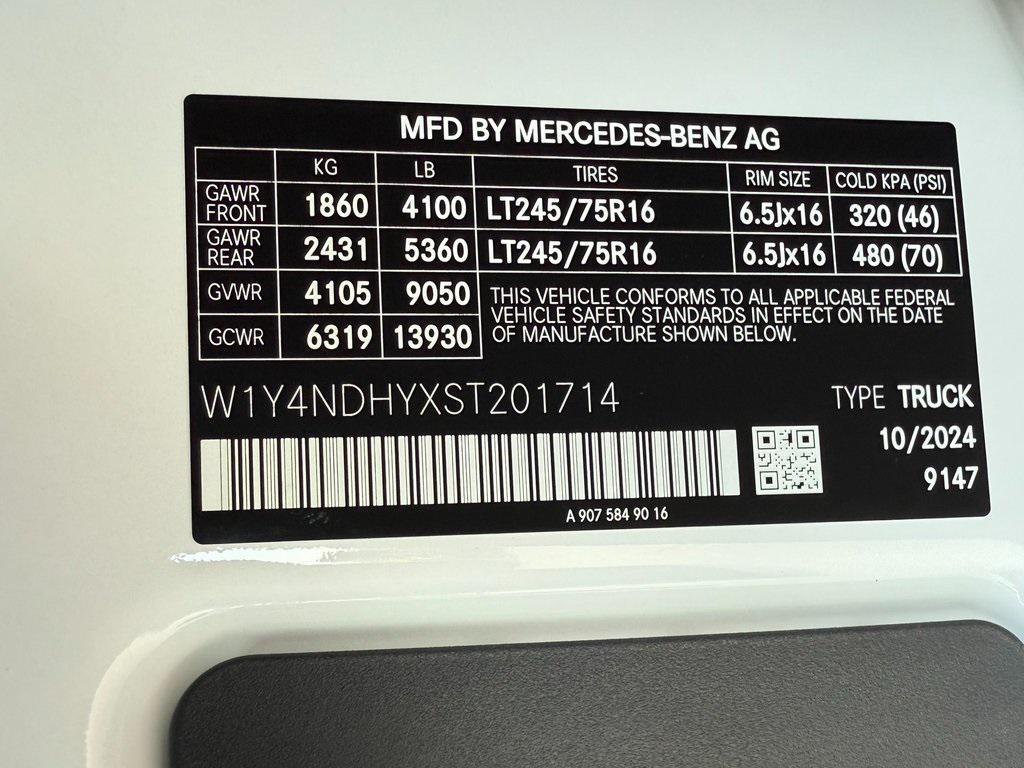 MFD BY MERCEDES-BENZ AG
KG LB TIRES RIM SIZE COLD KPA (PSI)
GAWR FRONT 1860 4100 LT245/75R16 6.5Jx16 320 (46)
GAWR REAR 2431 5360 LT245/75R16 6.5Jx16 480 (70)
GVWR 4105 9050
GCWR 6319 13930
THIS VEHICLE CONFORMS TO ALL APPLICABLE FEDERAL
VEHICLE SAFETY STANDARDS IN EFFECT ON THE DATE
OF MANUFACTURE SHOWN BELOW.
W1Y4NDHYXST201714
TYPE TRUCK
10/2024
9147
A 907 584 90 16